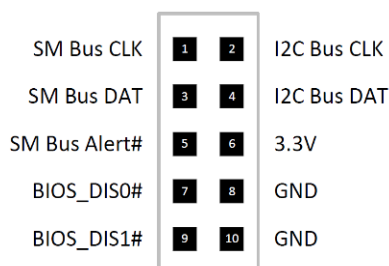 SM Bus CLK 1 2 I2C Bus CLK
SM Bus DAT 3 4 I2C Bus DAT
SM Bus Alert# 5 6 3.3V
BIOS_DIS0# 7 8 GND
BIOS_DIS1# 9 10 GND